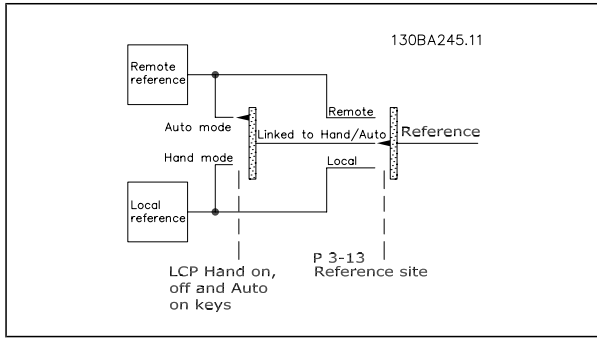 130BA245.11
Remote
reference
Remote
Auto mode
Linked to Hand/Auto
Reference
Hand mode
Local
Local
reference
LCP Hand on,
off and Auto
on keys
P 3-13
Reference site